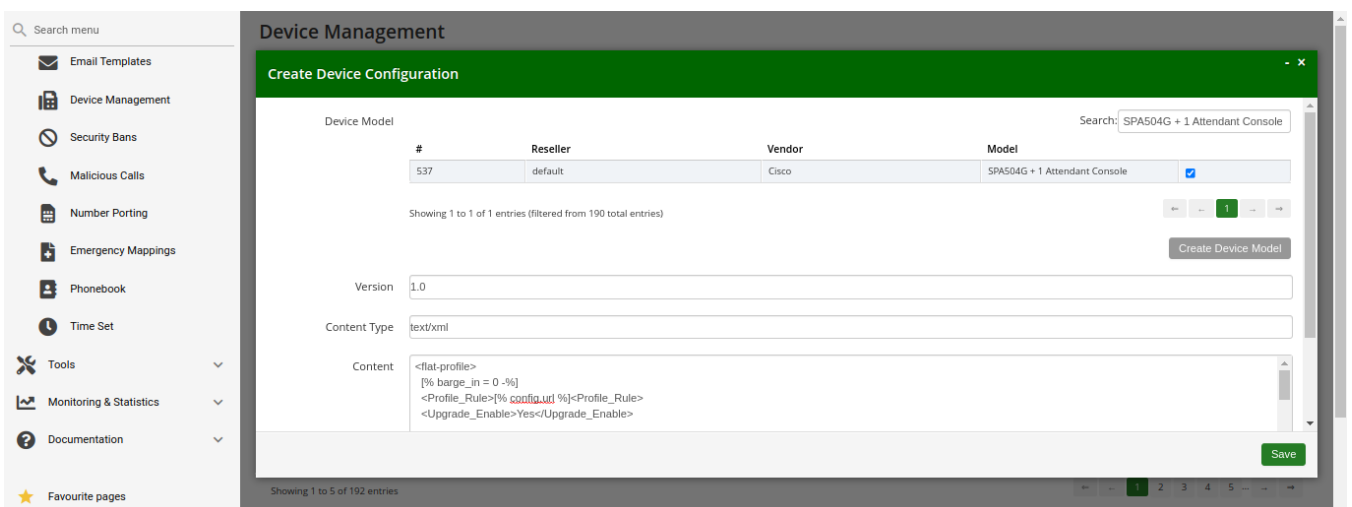 Search menu
Email Templates
Device Management
Security Bans
Malicious Calls
Number Porting
Emergency Mappings
Phonebook
Time Set
Tools
Monitoring & Statistics
Documentation
Favourite pages
Device Management
Create Device Configuration
- ×
Device Model
Search: SPA504G + 1 Attendant Console
# Reseller Vendor Model
537 default Cisco SPA504G + 1 Attendant Console
Showing 1 to 1 of 1 entries (filtered from 190 total entries)
⇐ ← 1 → ⇒
Create Device Model
Version 1.0
Content Type text/xml
Content <flat-profile>
[% barge_in = 0 -%]
<Profile_Rule>[% config.url %]<Profile_Rule>
<Upgrade_Enable>Yes</Upgrade_Enable>
Save
Showing 1 to 5 of 192 entries
⇐ ← 1 2 3 4 5 ... → ⇒